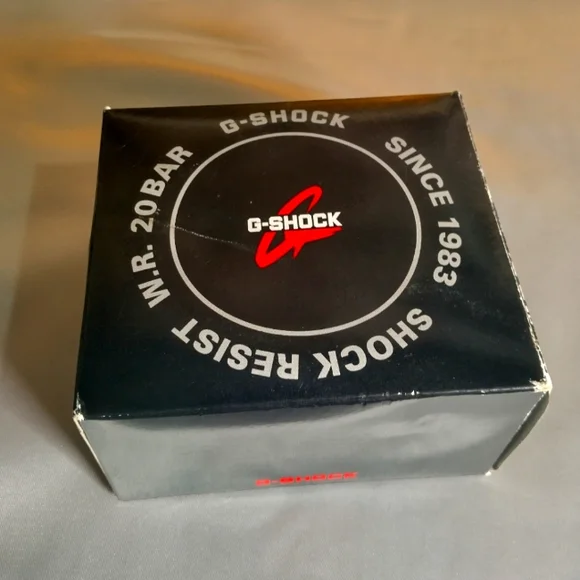 G-SHOCK
SINCE 1983
SHOCK RESIST
W.R. 20BAR
G-SHOCK
G-SHOCK